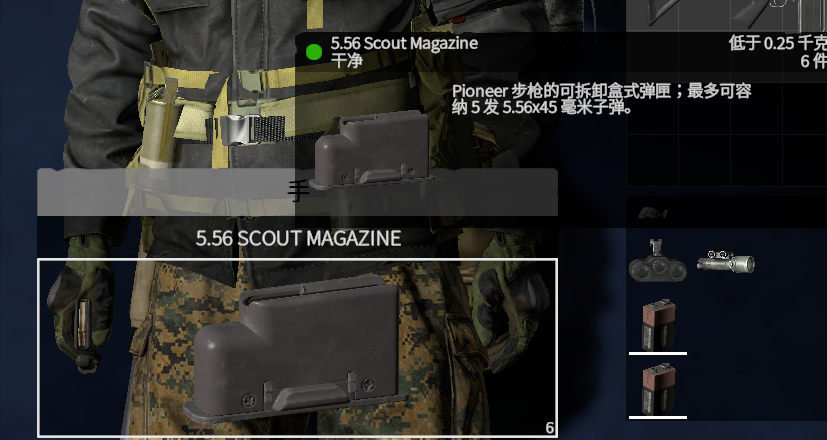 5.56 Scout Magazine
干净
低于 0.25 千克
6 件
Pioneer 步枪的可拆卸盒式弹匣；最多可容
纳 5 发 5.56x45 毫米子弹。
手
5.56 SCOUT MAGAZINE
6